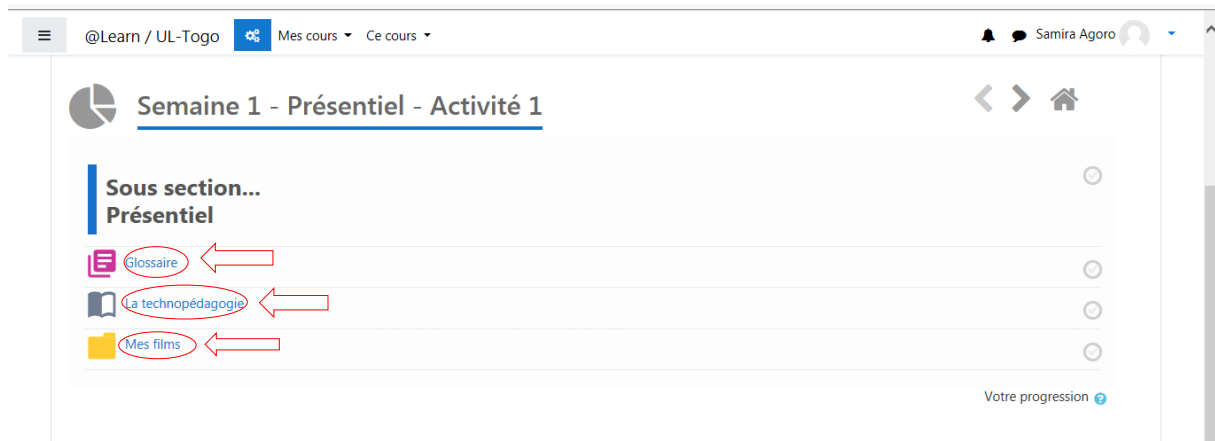 @Learn / UL-Togo Mes cours Ce cours Samira Agoro
Semaine 1 - Présentiel - Activité 1
Sous section...
Présentiel
Glossaire
La technopédagogie
Mes films
Votre progression